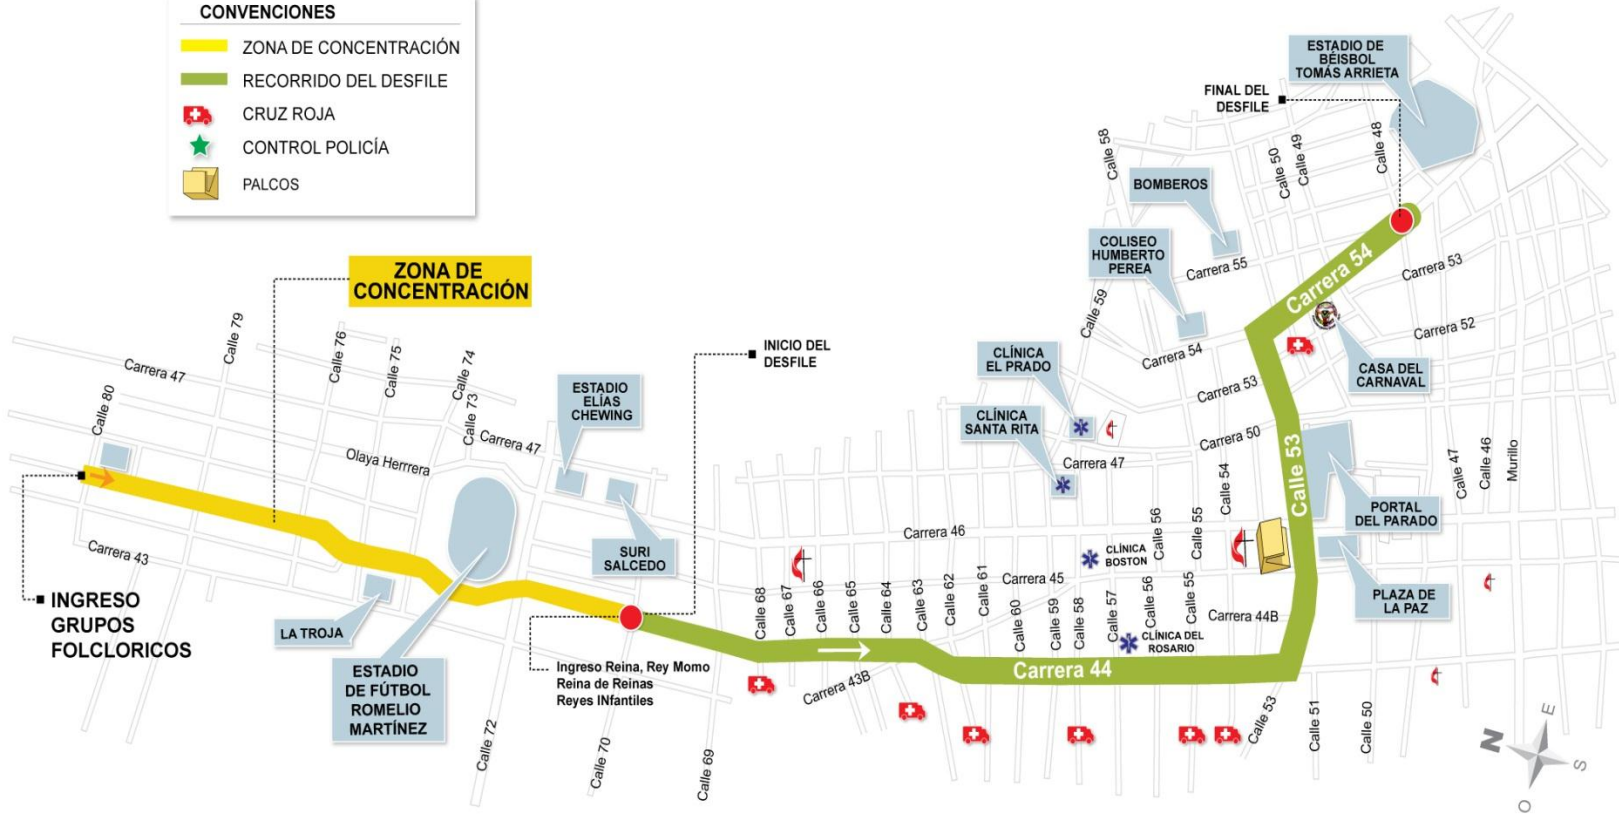 CONVENCIONES
ZONA DE CONCENTRACIÓN
RECORRIDO DEL DESFILE
CRUZ ROJA
CONTROL POLICÍA
PALCOS
ESTADIO DE
BÉISBOL
TOMÁS ARRIETA
FINAL DEL
DESFILE
Calle 58
Calle 50
Calle 49
Calle 48
BOMBEROS
COLISEO
HUMBERTO
PEREA
Carrera 55
Carrera 54
Carrera 53
ZONA DE
CONCENTRACIÓN
Calle 59
Carrera 52
Calle 79
Calle 76
Calle 75
Calle 74
Carrera 47
INICIO DEL
DESFILE
CLÍNICA
EL PRADO
Carrera 54
Carrera 53
CASA DEL
CARNAVAL
Calle 80
Calle 73
ESTADIO
ELÍAS
CHEWING
CLÍNICA
SANTA RITA
Carrera 50
Carrera 47
Olaya Herrrera
Carrera 47
Calle 54
Calle 53
Calle 47
Calle 46
Murillo
PORTAL
DEL PARADO
Carrera 46
Calle 56
Calle 55
Carrera 43
SURI
SALCEDO
CLÍNICA
BOSTON
Carrera 45
PLAZA DE
LA PAZ
INGRESO
GRUPOS
FOLCLORICOS
LA TROJA
Calle 68
Calle 67
Calle 66
Calle 65
Calle 64
Calle 63
Calle 62
Calle 61
Calle 60
Calle 59
Calle 58
Calle 57
Calle 56
Calle 55
Carrera 44B
CLÍNICA DEL
ROSARIO
ESTADIO
DE FÚTBOL
ROMELIO
MARTÍNEZ
Ingreso Reina, Rey Momo
Reina de Reinas
Reyes INfantiles
Carrera 43B
Carrera 44
Calle 72
Calle 70
Calle 69
Calle 53
Calle 51
Calle 50
N
E
S
O